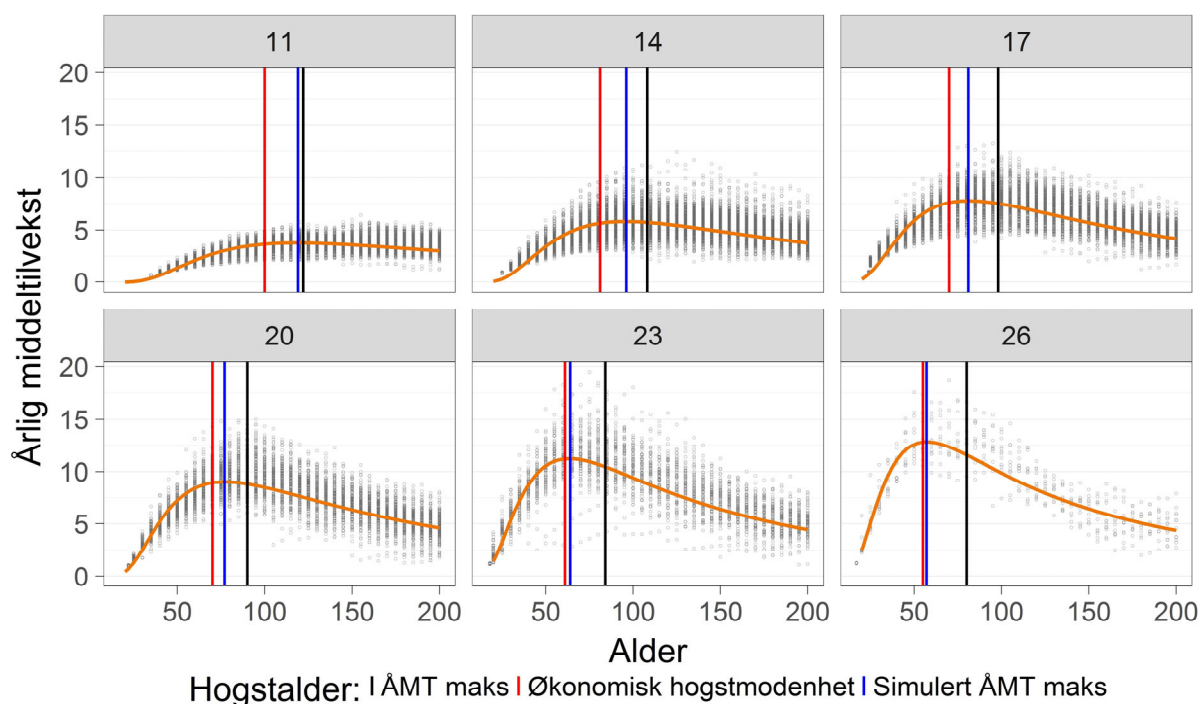 11 14 17
Årlig middeltilvekst
20
15
10
5
0
20 23 26
20
15
10
5
0
50 100 150 200 50 100 150 200 50 100 150 200
Alder
Hogstalder: ÅMT maks Økonomisk hogstmodenhet Simulert ÅMT maks